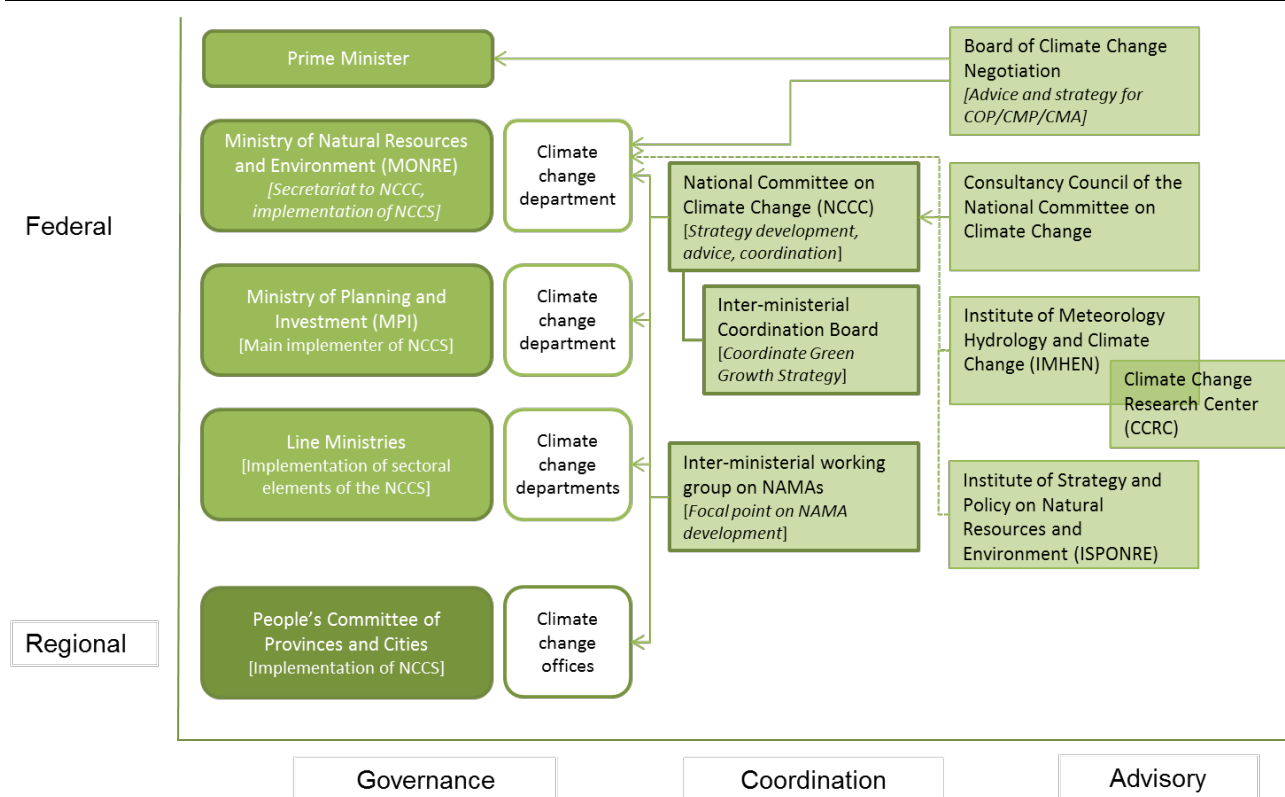 Prime Minister
Board of Climate Change
Negotiation
[Advice and strategy for
COP/CMP/CMA]
Federal
Ministry of Natural Resources
and Environment (MONRE)
[Secretariat to NCCC,
implementation of NCCS]
Climate
change
department
National Committee on
Climate Change (NCCC)
[Strategy development,
advice, coordination]
Consultancy Council of the
National Committee on
Climate Change
Ministry of Planning and
Investment (MPI)
[Main implementer of NCCS]
Climate
change
department
Inter-ministerial
Coordination Board
[Coordinate Green
Growth Strategy]
Institute of Meteorology
Hydrology and Climate
Change (IMHEN)
Climate Change
Research Center
(CCRC)
Line Ministries
[Implementation of sectoral
elements of the NCCS]
Climate
change
departments
Inter-ministerial working
group on NAMAs
[Focal point on NAMA
development]
Institute of Strategy and
Policy on Natural
Resources and
Environment (ISPONRE)
Regional
People’s Committee of
Provinces and Cities
[Implementation of NCCS]
Climate
change
offices
Governance
Coordination
Advisory